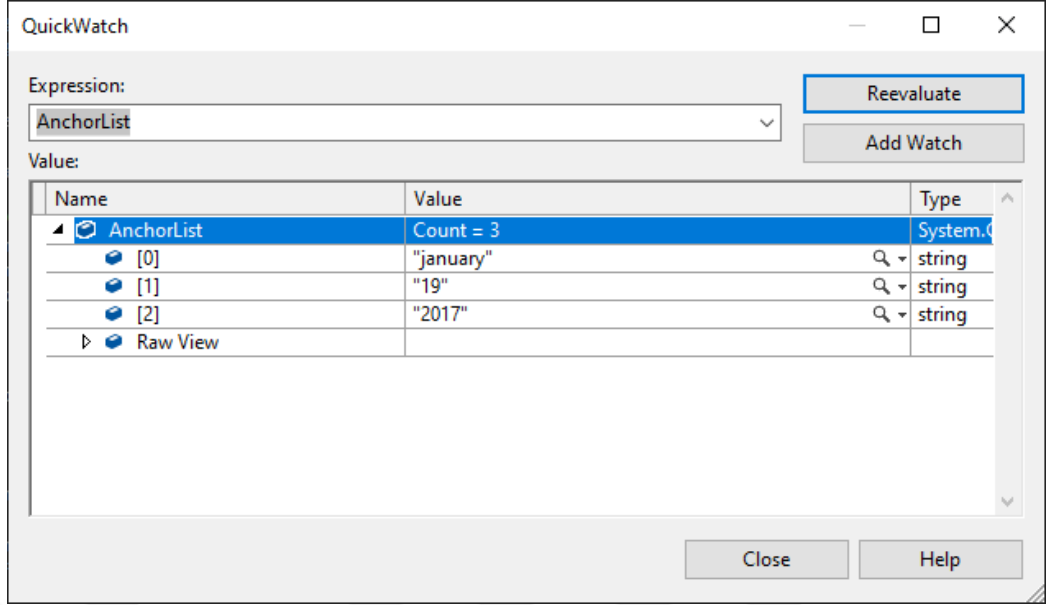 QuickWatch
Expression:
Reevaluate
AnchorList
Add Watch
Value:
Name Value Type
AnchorList Count = 3 System.
[0] "january" string
[1] "19" string
[2] "2017" string
Raw View
Close Help